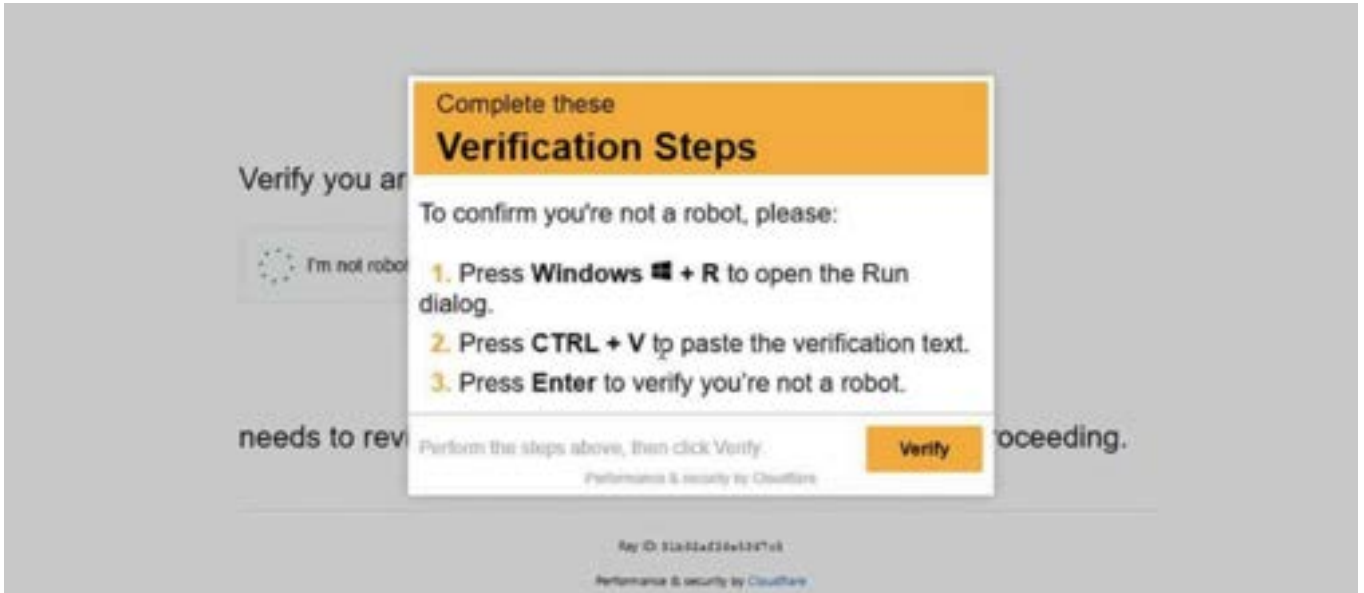 Complete these
Verification Steps
Verify you ar
To confirm you're not a robot, please:
I'm not robot
1. Press Windows + R to open the Run
dialog.
2. Press CTRL + V to paste the verification text.
3. Press Enter to verify you're not a robot.
needs to revi
oceeding.
Perform the steps above, then click Verify.
Verify
Performance & security by Cloudflare
Ray ID:
Performance & security by Cloudflare